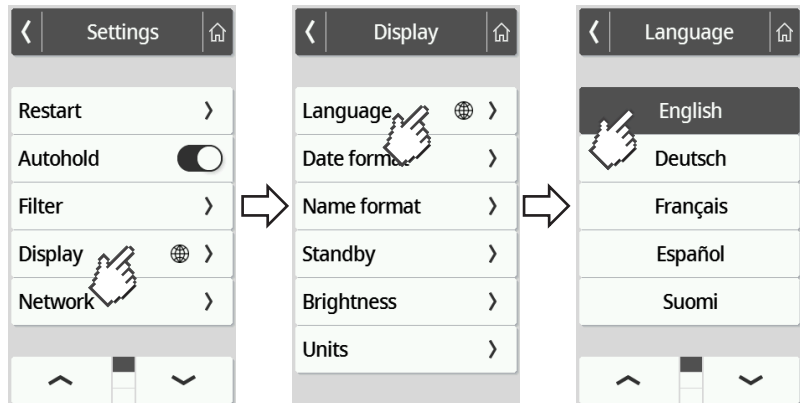 Settings
Restart
Autohold
Filter
Display
Network
Display
Language
Date format
Name format
Standby
Brightness
Units
Language
English
Deutsch
Français
Español
Suomi